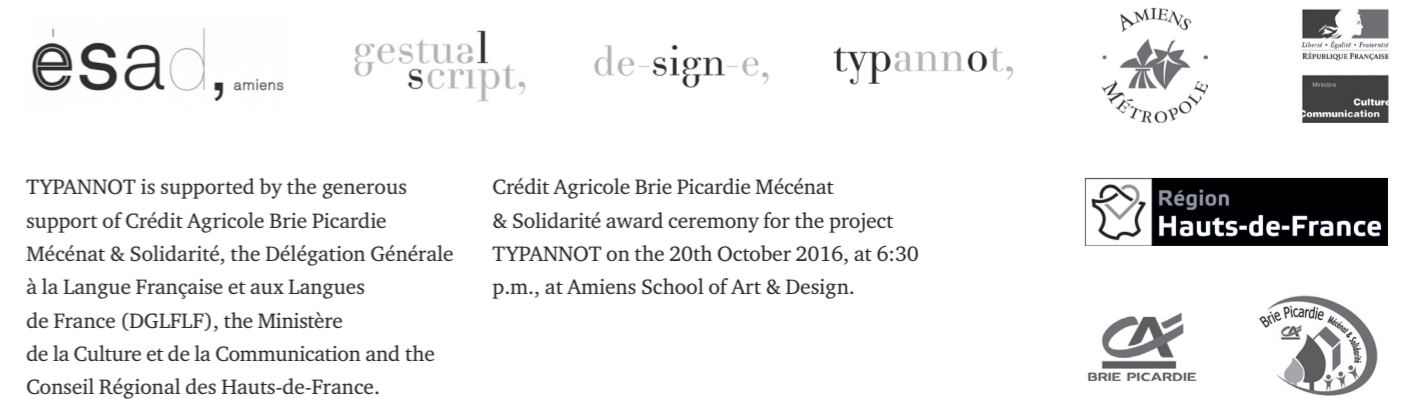 ésad, amiens
gestual
script,
de-sign-e,
typannot,
AMIENS
MÉTROPOLE
Liberté • Égalité • Fraternité
RÉPUBLIQUE FRANÇAISE
Ministère
Culture
Communication
TYPANNOT is supported by the generous
support of Crédit Agricole Brie Picardie
Mécénat & Solidarité, the Délégation Générale
à la Langue Française et aux Langues
de France (DGLFLF), the Ministère
de la Culture et de la Communication and the
Conseil Régional des Hauts-de-France.
Crédit Agricole Brie Picardie Mécénat
& Solidarité award ceremony for the project
TYPANNOT on the 20th October 2016, at 6:30
p.m., at Amiens School of Art & Design.
Région
Hauts-de-France
CA
BRIE PICARDIE
Brie Picardie Mécénat & Solidarité
CA